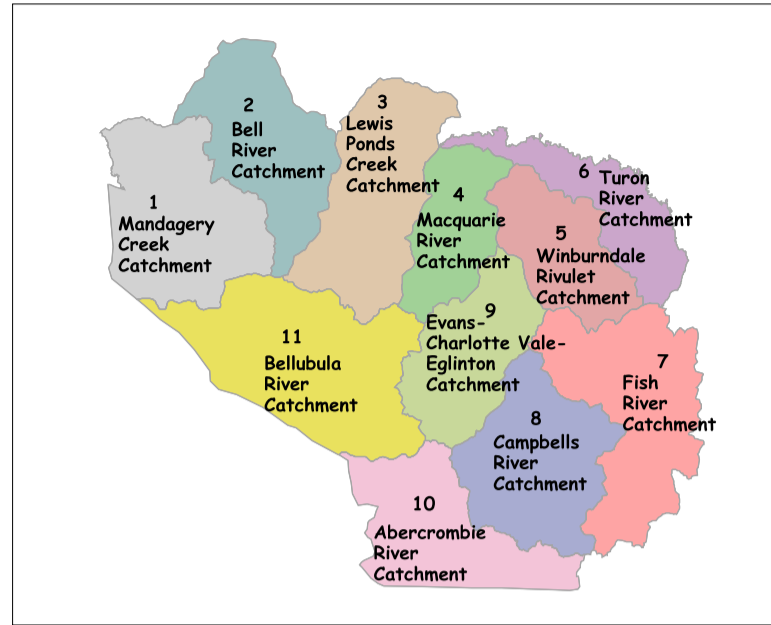 1
Mandagery
Creek
Catchment
2
Bell
River
Catchment
3
Lewis
Ponds
Creek
Catchment
4
Macquarie
River
Catchment
5
Winburndale
Rivulet
Catchment
6
Turon
River
Catchment
7
Fish
River
Catchment
8
Campbells
River
Catchment
9
Evans-
Charlotte Vale-
Eglinton
Catchment
10
Abercrombie
River
Catchment
11
Bellubula
River
Catchment